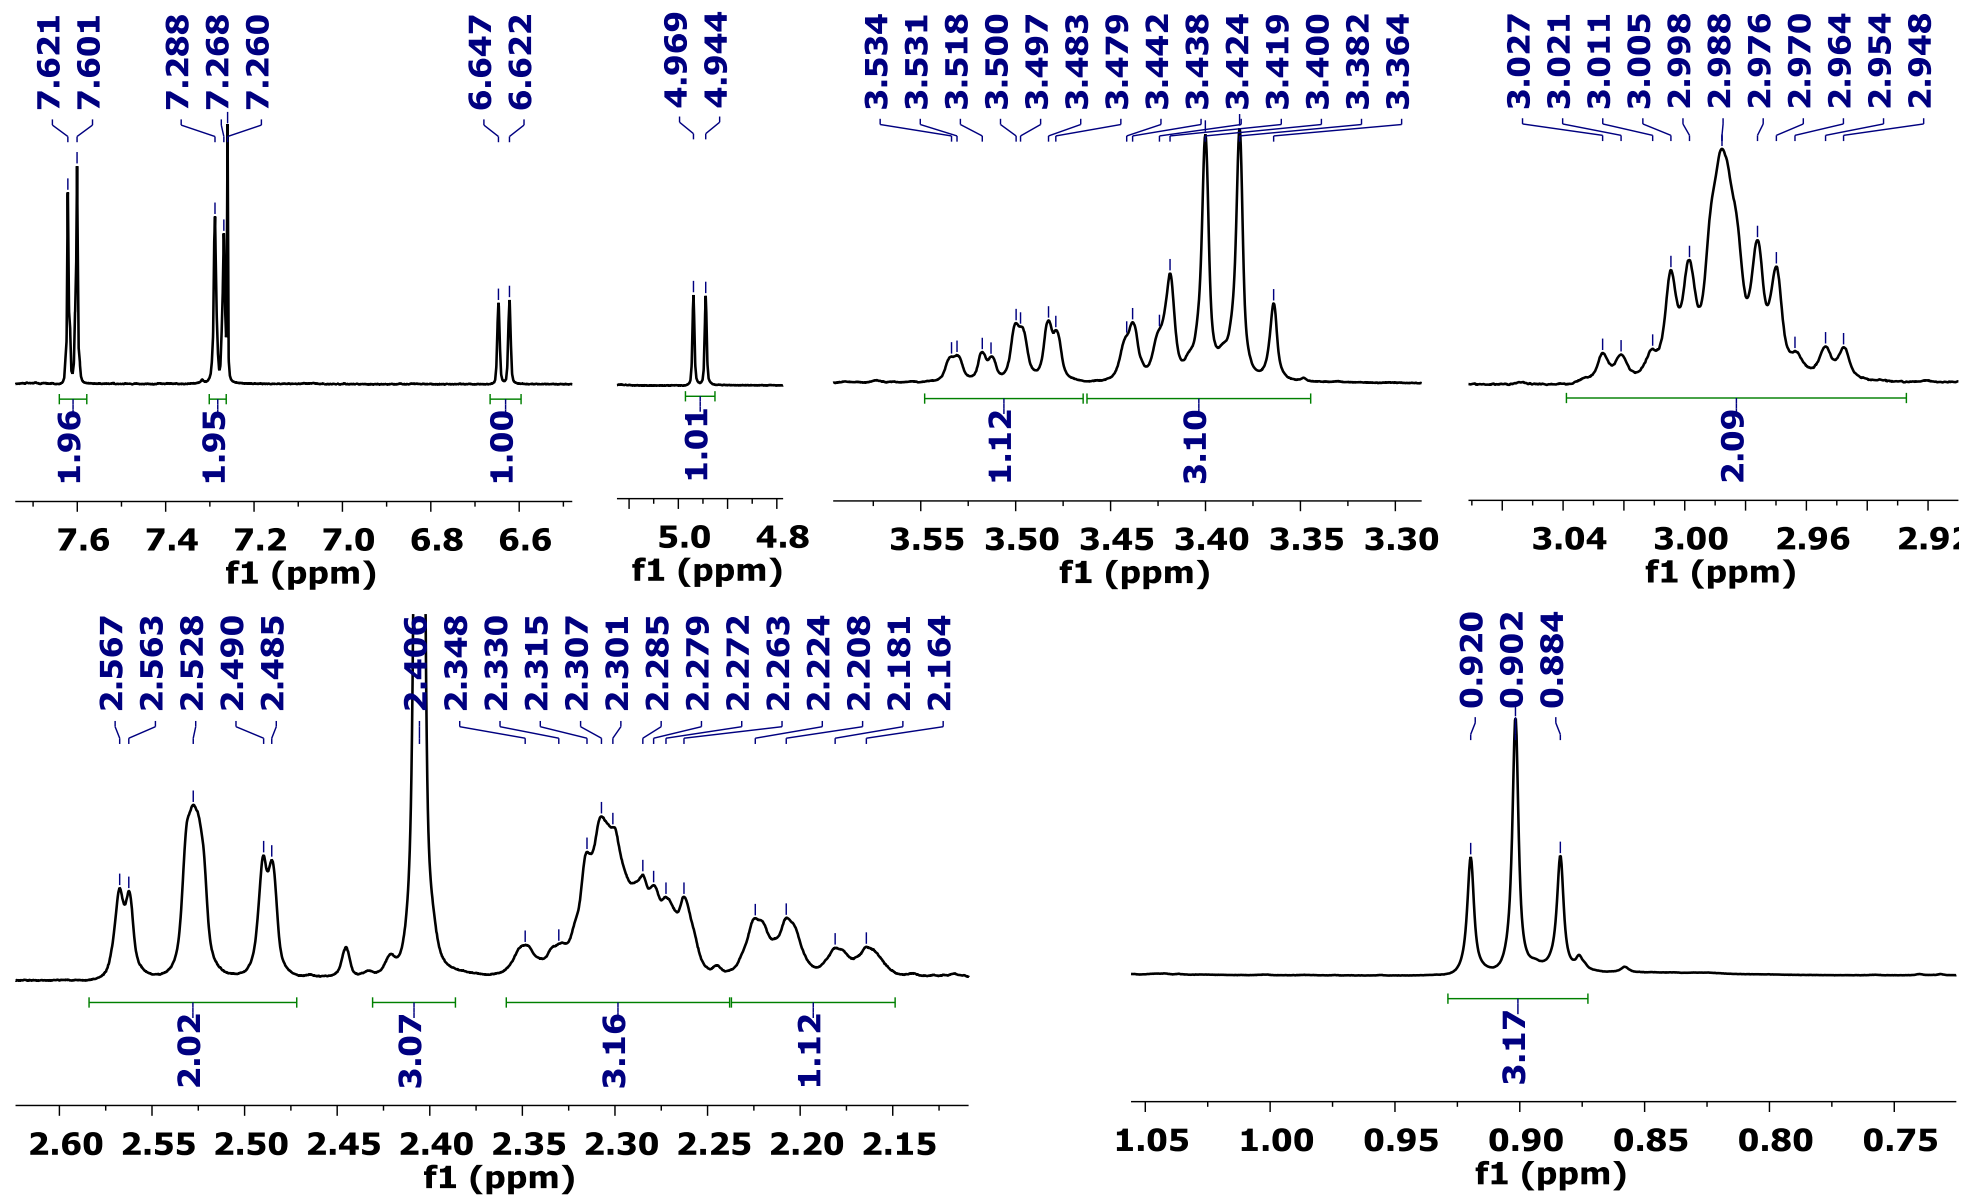 7.621 7.601 7.288 7.268 7.260 6.647 6.622
1.96 1.95 1.00
7.6 7.4 7.2 7.0 6.8 6.6
f1 (ppm)
4.969 4.944
1.01
5.0 4.8
f1 (ppm)
3.534 3.531 3.518 3.500 3.497 3.483 3.479 3.442 3.438 3.424 3.419 3.400 3.382 3.364
1.12 3.10
3.55 3.50 3.45 3.40 3.35 3.30
f1 (ppm)
3.027 3.021 3.011 3.005 2.998 2.988 2.976 2.970 2.964 2.954 2.948
2.09
3.04 3.00 2.96 2.92
f1 (ppm)
2.567 2.563 2.528 2.490 2.485 2.406 2.348 2.330 2.315 2.307 2.301 2.285 2.279 2.272 2.263 2.224 2.208 2.181 2.164
2.02 3.07 3.16 1.12
2.60 2.55 2.50 2.45 2.40 2.35 2.30 2.25 2.20 2.15
f1 (ppm)
0.920 0.902 0.884
3.17
1.05 1.00 0.95 0.90 0.85 0.80 0.75
f1 (ppm)